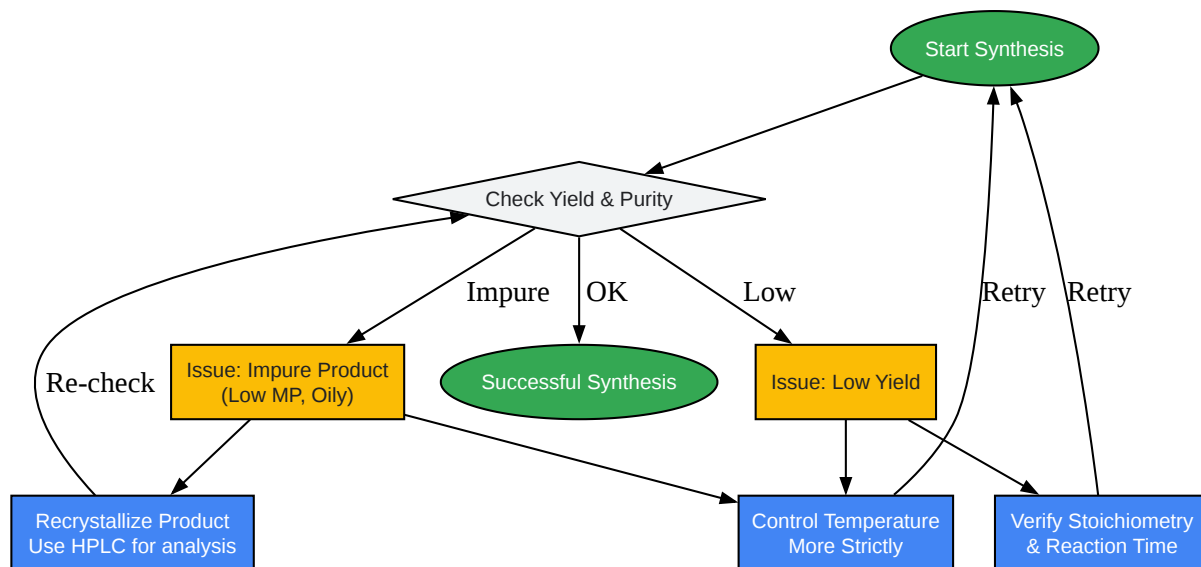 Start Synthesis
Check Yield & Purity
Impure
OK
Low
Retry
Retry
Re-check
Issue: Impure Product
(Low MP, Oily)
Successful Synthesis
Issue: Low Yield
Recrystallize Product
Use HPLC for analysis
Control Temperature
More Strictly
Verify Stoichiometry
& Reaction Time